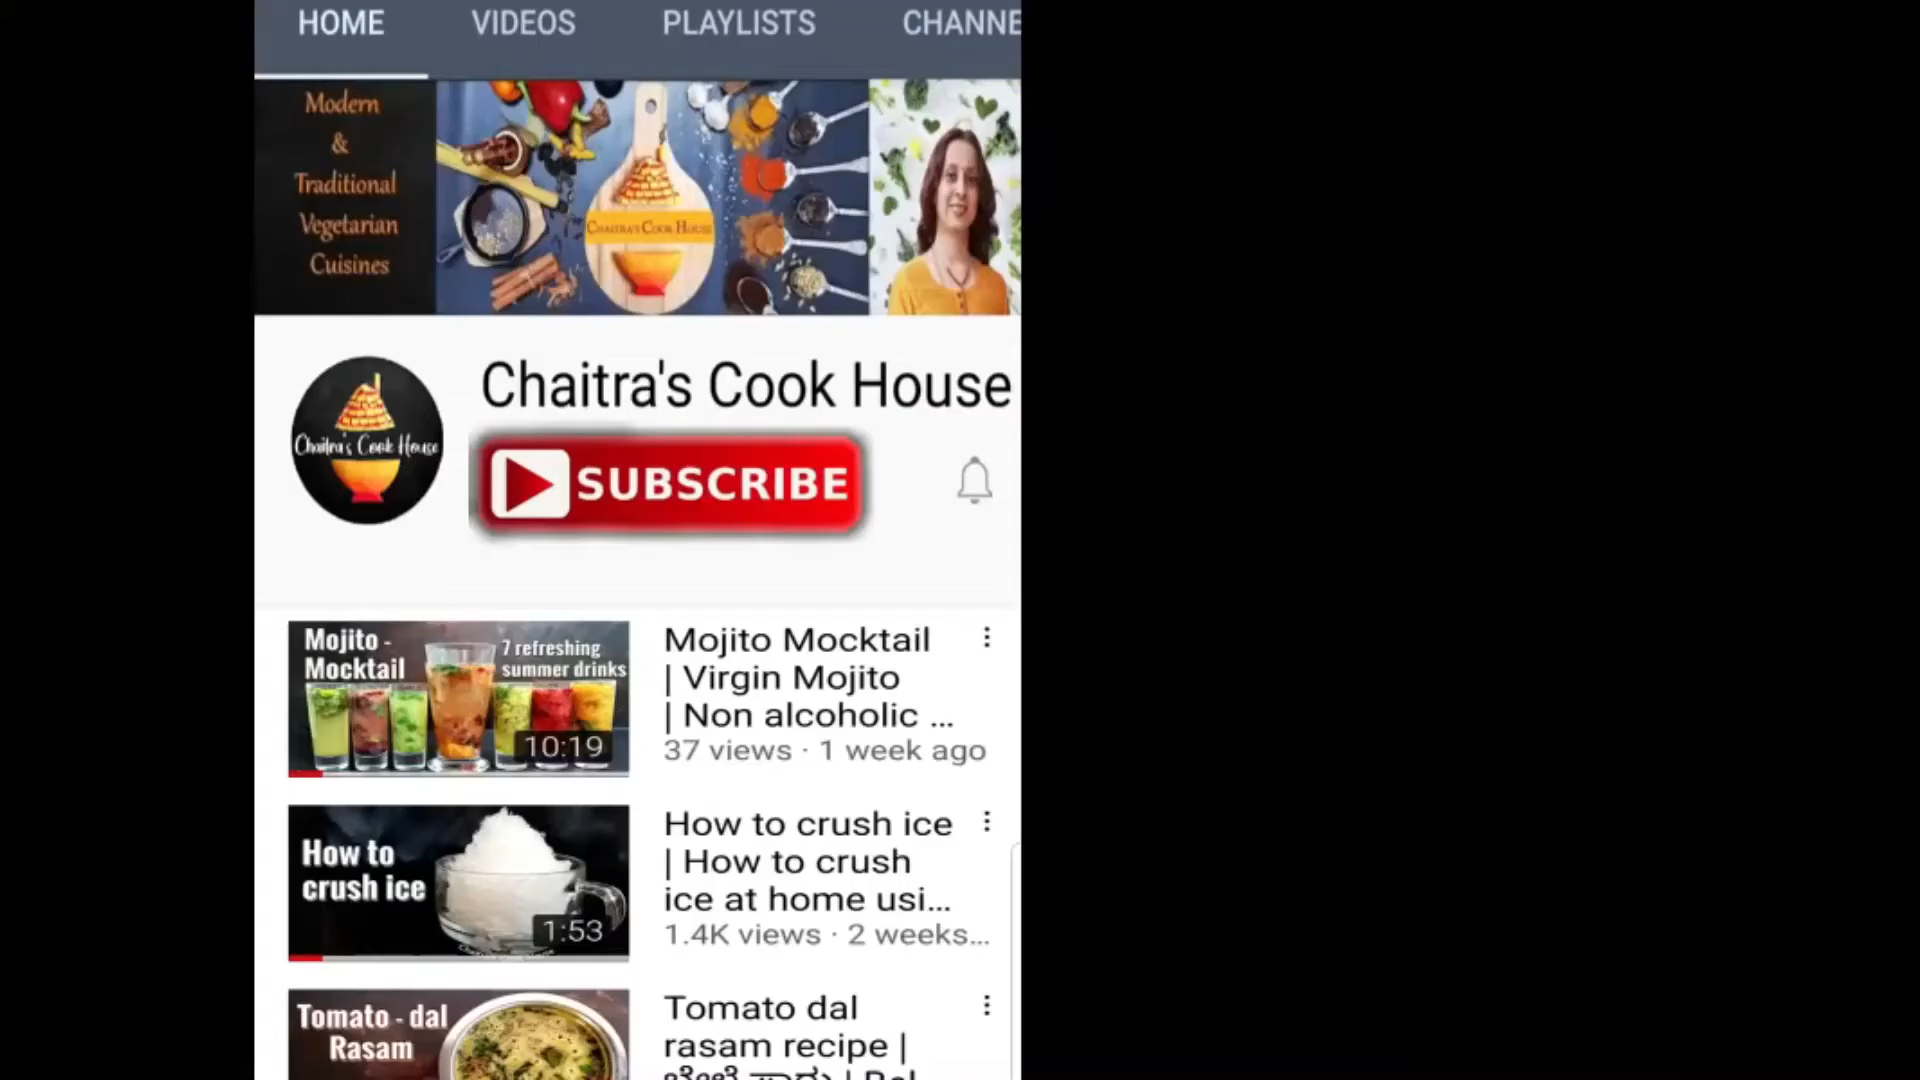 HOME VIDEOS PLAYLISTS CHANNE
Modern
&
Traditional
Vegetarian
Cuisines
CHAITRA'S COOK HOUSE
Chaitra's Cook House
Chaitra's Cook House
SUBSCRIBE
Mojito -
Mocktail
7 refreshing
summer drinks
10:19
Mojito Mocktail
| Virgin Mojito
| Non alcoholic ...
37 views · 1 week ago
How to
crush ice
1:53
How to crush ice
| How to crush
ice at home usi...
1.4K views · 2 weeks...
Tomato - dal
Rasam
Tomato dal
rasam recipe |